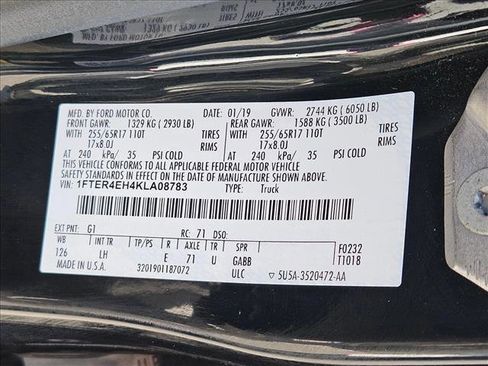 MFD. BY FORD MOTOR CO. 01/19 GVWR: 2744 KG (6050 LB)
FRONT GAWR: 1329 KG (2930 LB) REAR GAWR: 1588 KG (3500 LB)
WITH 255/65R17 110T TIRES WITH 255/65R17 110T TIRES
17x8.0J RIMS 17x8.0J RIMS
AT 240 kPa/ 35 PSI COLD AT 240 kPa/ 35 PSI COLD
THIS VEHICLE CONFORMS TO ALL APPLICABLE FEDERAL MOTOR VEHICLE
SAFETY STANDARDS IN EFFECT ON THE DATE OF MANUFACTURE SHOWN ABOVE.
VIN: 1FTER4EH4KLA08783 TYPE: Truck
EXT PNT: G1 RC: 71 DSO:
WB LH TP/PS R AXLE TR SPR F0232
126 LH E 71 U GABB T1018
MADE IN U.S.A. 3201901187072 ULC ▽ 5U5A-3520472-AA